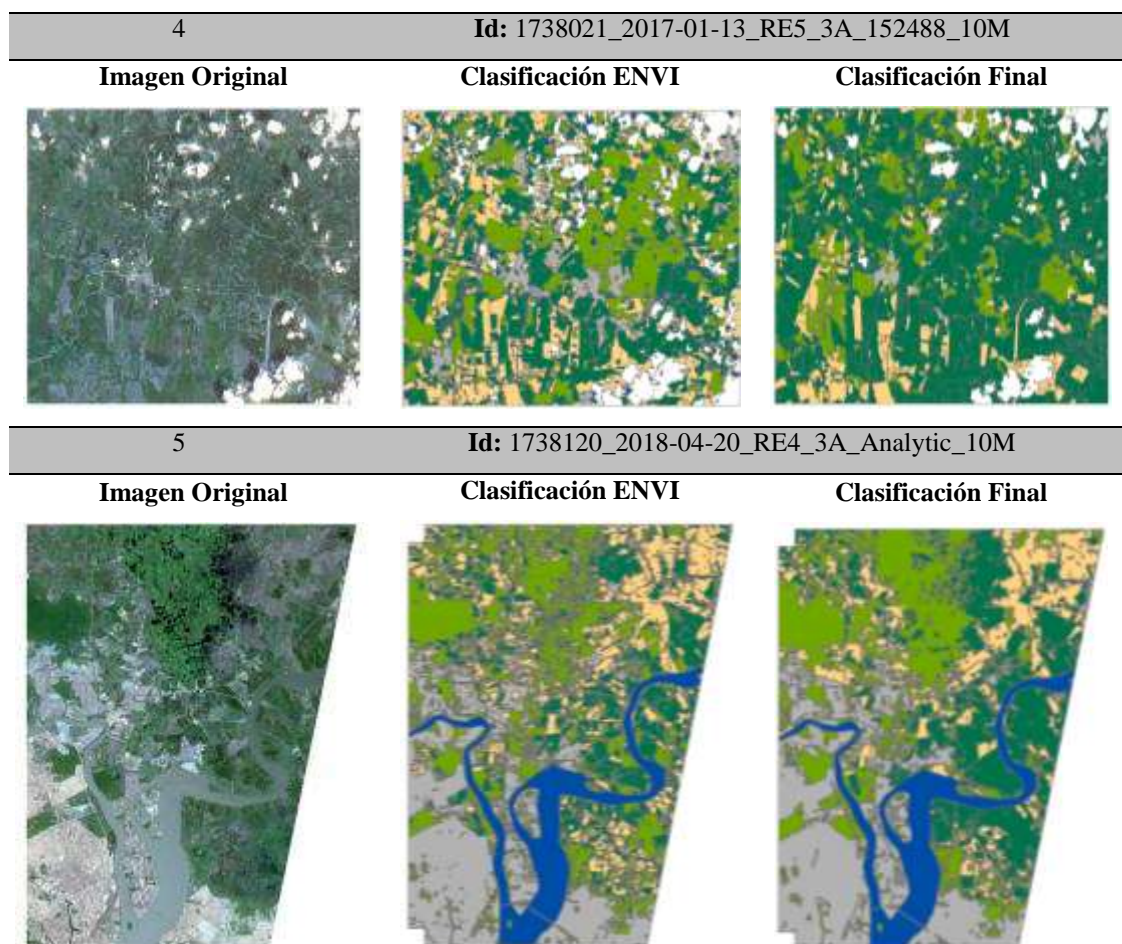 4 Id: 1738021_2017-01-13_RE5_3A_152488_10M
Imagen Original Clasificación ENVI Clasificación Final
5 Id: 1738120_2018-04-20_RE4_3A_Analytic_10M
Imagen Original Clasificación ENVI Clasificación Final